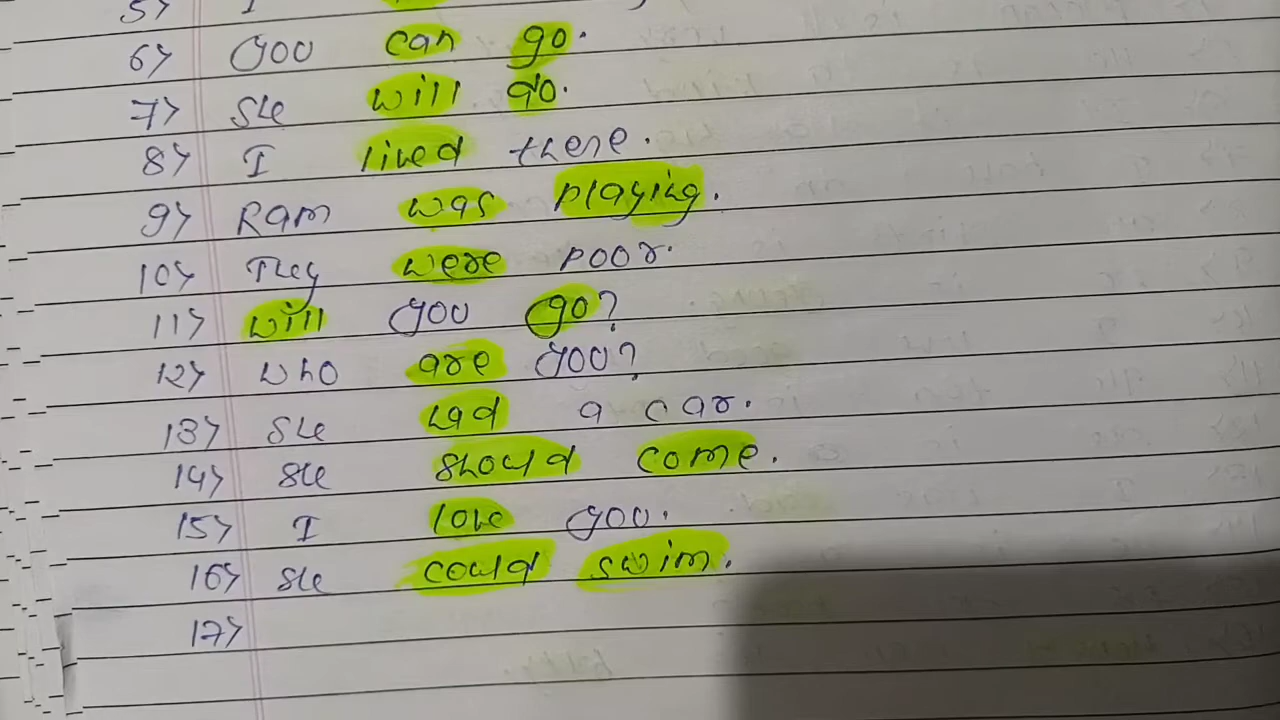 5> I
6> you can go.
7> She will go.
8> I lived there.
9> Ram was playing.
10> They were poor.
11> will you go?
12> who are you?
13> She had a car.
14> She should come.
15> I love you.
16> She could swim.
17>